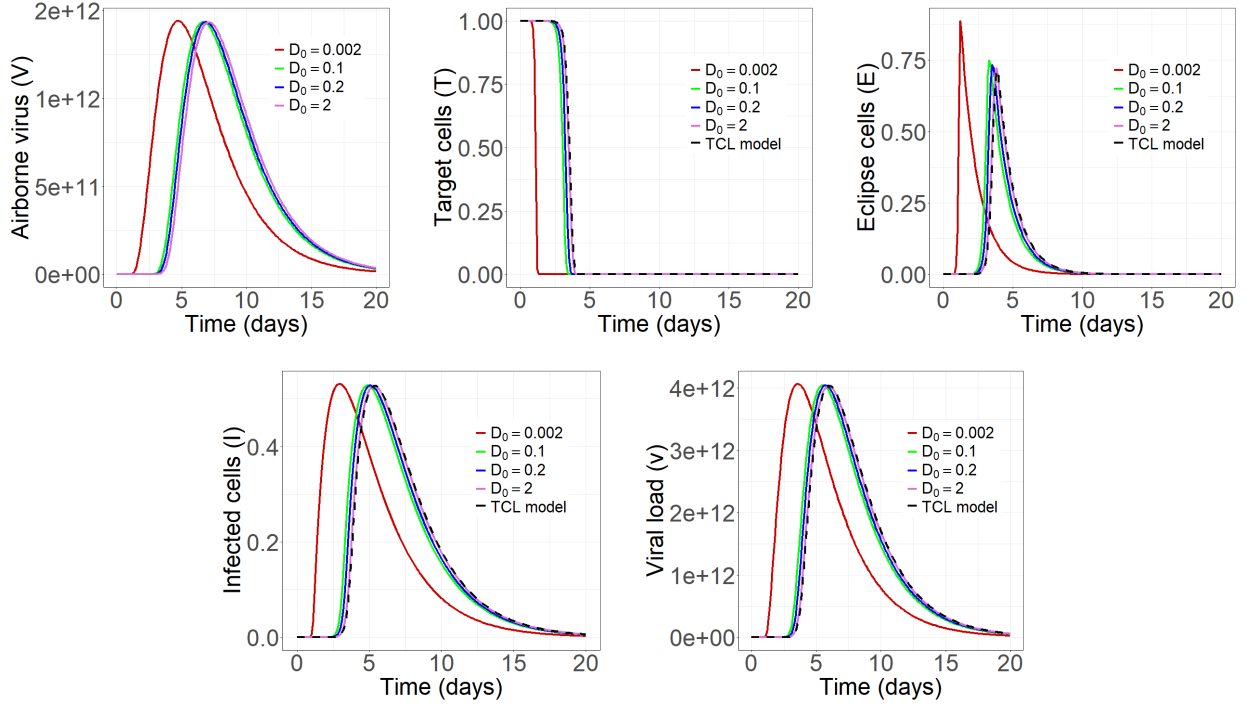 Airborne virus (V)
2e+12
1e+12
5e+11
0e+00
0
5
10
15
20
Time (days)
D₀ = 0.002
D₀ = 0.1
D₀ = 0.2
D₀ = 2
Target cells (T)
1.00
0.75
0.50
0.25
0.00
0
5
10
15
20
Time (days)
D₀ = 0.002
D₀ = 0.1
D₀ = 0.2
D₀ = 2
TCL model
Eclipse cells (E)
0.75
0.50
0.25
0.00
0
5
10
15
20
Time (days)
D₀ = 0.002
D₀ = 0.1
D₀ = 0.2
D₀ = 2
TCL model
Infected cells (I)
0.4
0.2
0.0
0
5
10
15
20
Time (days)
D₀ = 0.002
D₀ = 0.1
D₀ = 0.2
D₀ = 2
TCL model
Viral load (v)
4e+12
3e+12
2e+12
1e+12
0e+00
0
5
10
15
20
Time (days)
D₀ = 0.002
D₀ = 0.1
D₀ = 0.2
D₀ = 2
TCL model